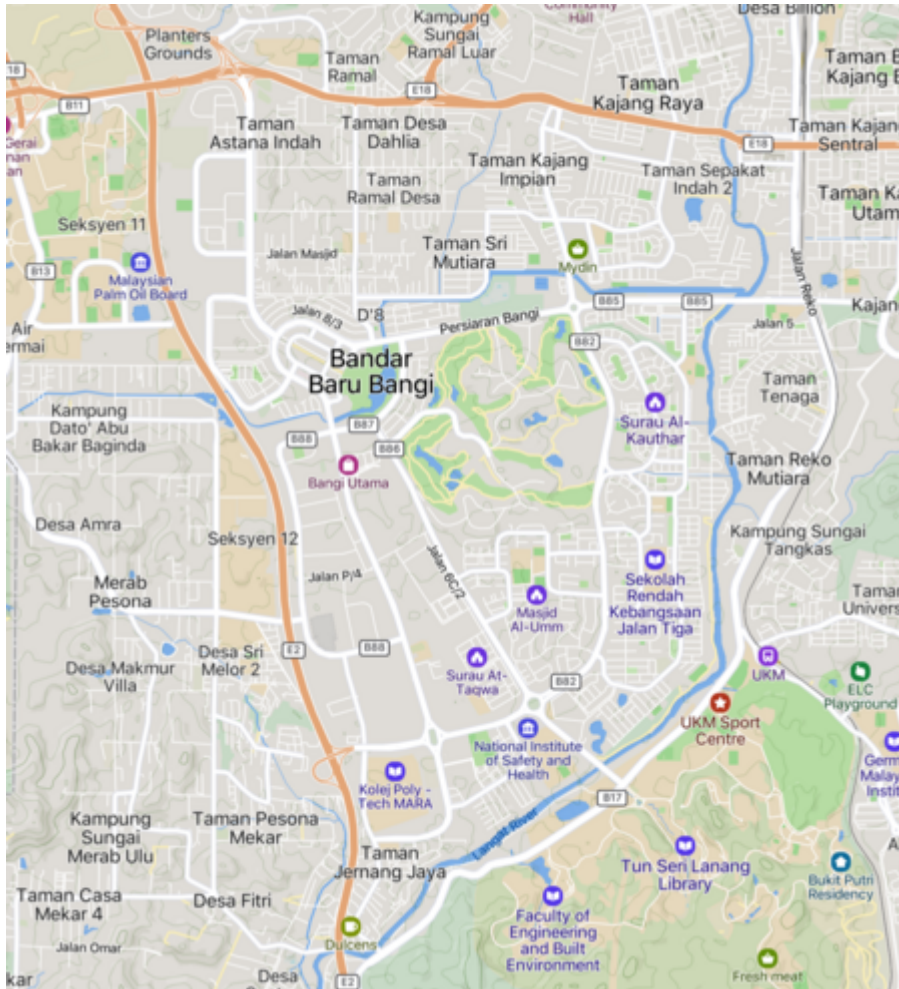 Community
Hall
Desa Billion
Planters
Grounds
Kampung
Sungai
Ramal Luar
Taman
Ramal
Taman
Kajang Raya
E18
B11
E18
E18
Gerai
Taman
Astana Indah
Taman Desa
Dahlia
Taman Kajang
Sentral
Taman Kajang
Impian
Taman Sepakat
Indah 2
Taman
Ramal Desa
Seksyen 11
Jalan Masjid
Taman Sri
Mutiara
Mydin
B13
Malaysian
Palm Oil Board
Jalan Reko
Jalan 8/3
D'8
Persiaran Bangi
B85
B85
Jalan 5
Air
Bandar
Baru Bangi
B82
Taman
Tenaga
Surau Al-
Kauthar
Kampung
Dato' Abu
Bakar Baginda
B87
B88
B86
Bangi Utama
Taman Reko
Mutiara
Desa Amra
Seksyen 12
Kampung Sungai
Tangkas
Jalan P/4
Jalan 6C/2
Merab
Pesona
Masjid
Al-Umm
Sekolah
Rendah
Kebangsaan
Jalan Tiga
E2
B88
Desa Sri
Melor 2
Desa Makmur
Villa
Surau At-
Taqwa
B82
UKM
ELC
Playground
UKM Sport
Centre
National Institute
of Safety and
Health
Kolej Poly -
Tech MARA
B17
Langat River
Kampung
Sungai
Merab Ulu
Taman Pesona
Mekar
Taman
Jernang Jaya
Tun Seri Lanang
Library
Bukit Putri
Residency
Taman Casa
Mekar 4
Desa Fitri
Faculty of
Engineering
and Built
Environment
Jalan Omar
Dulcens
Desa
E2
Fresh meat